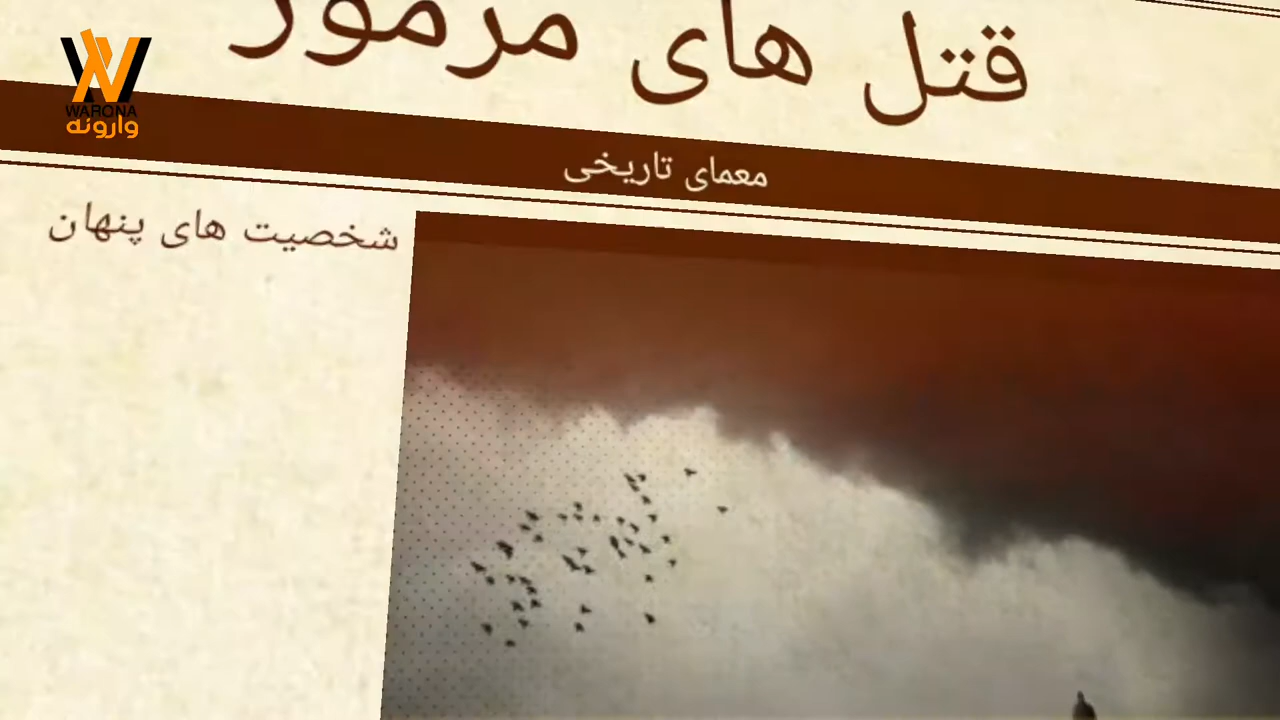 قتل های مرموز
WARONA
وارونه
معمای تاریخی
شخصیت های پنهان